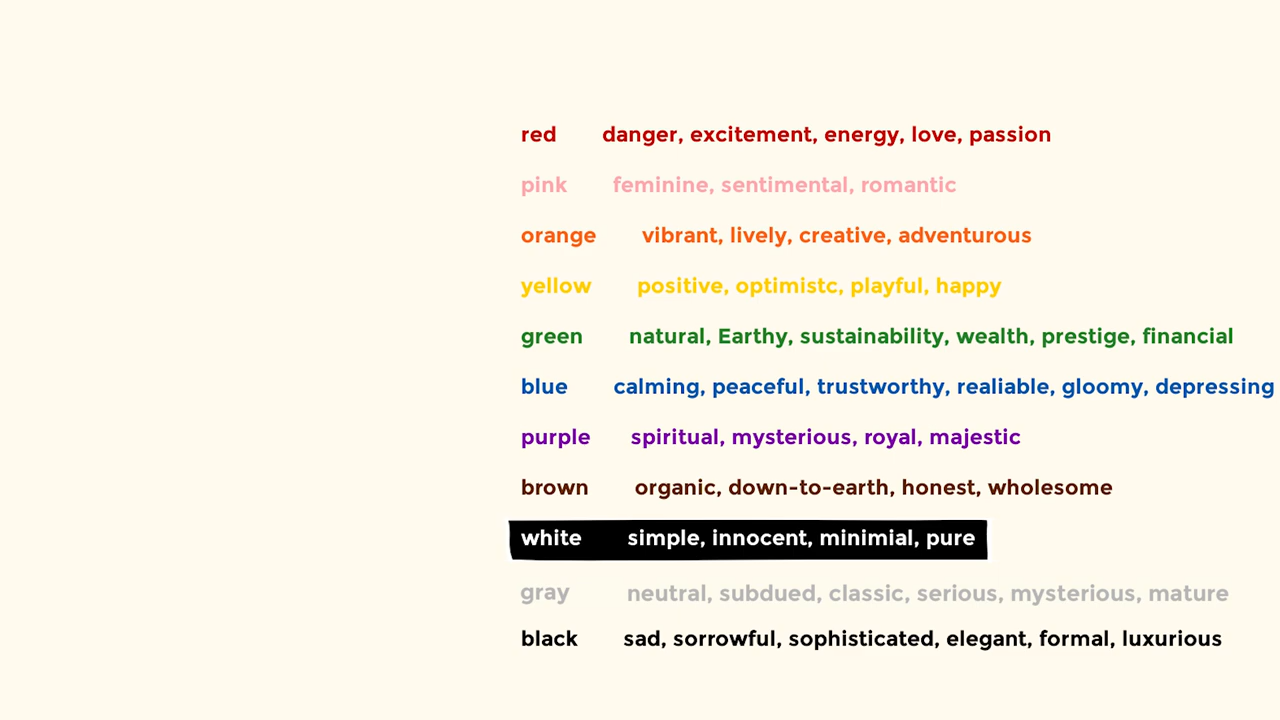 red danger, excitement, energy, love, passion
pink feminine, sentimental, romantic
orange vibrant, lively, creative, adventurous
yellow positive, optimistc, playful, happy
green natural, Earthy, sustainability, wealth, prestige, financial
blue calming, peaceful, trustworthy, realiable, gloomy, depressing
purple spiritual, mysterious, royal, majestic
brown organic, down-to-earth, honest, wholesome
white simple, innocent, minimial, pure
gray neutral, subdued, classic, serious, mysterious, mature
black sad, sorrowful, sophisticated, elegant, formal, luxurious